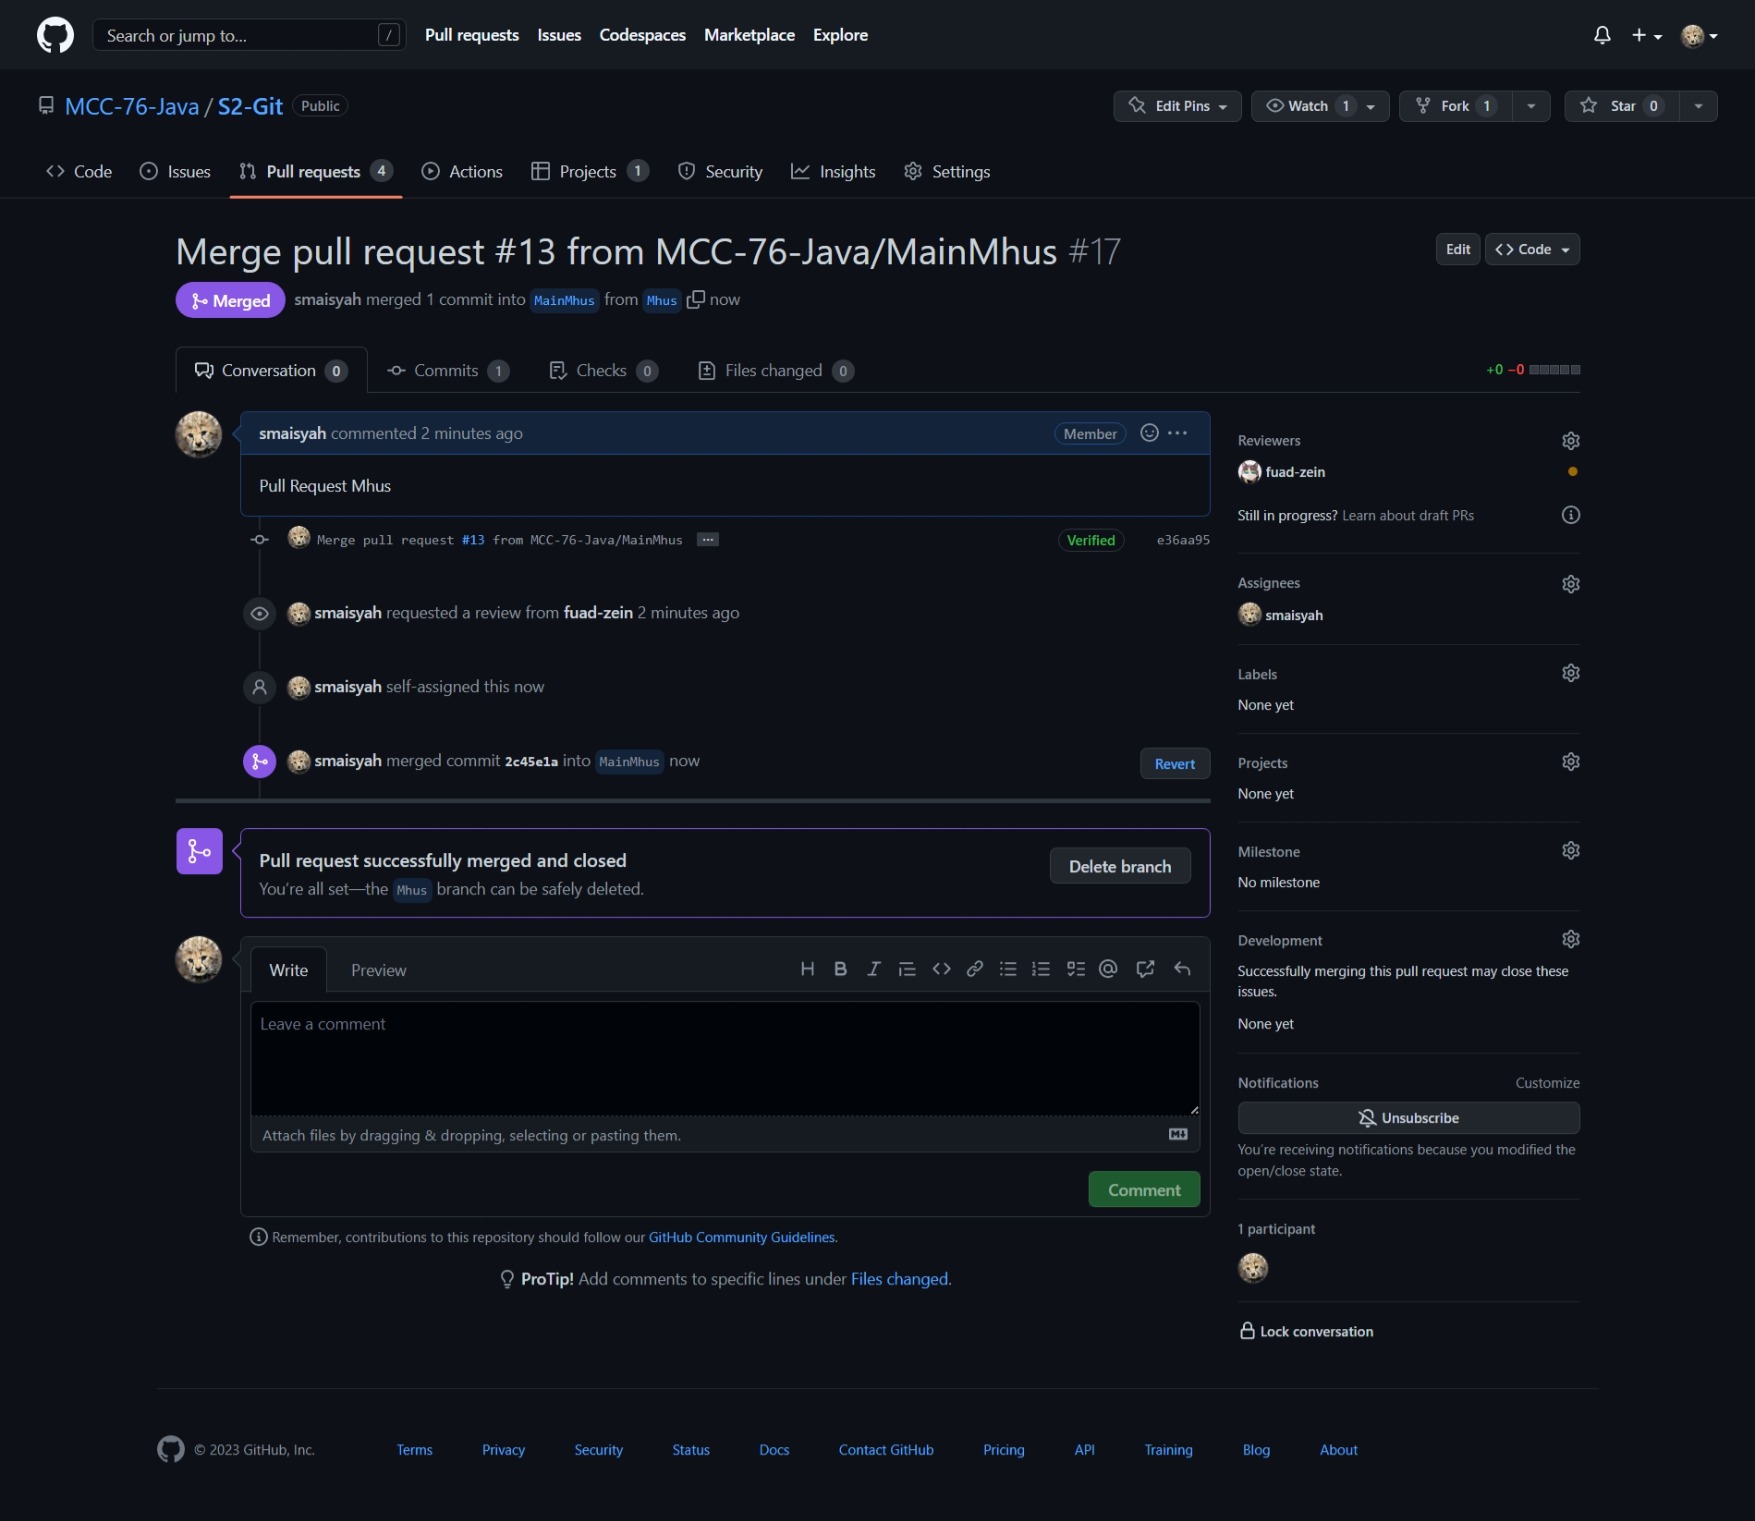 Search or jump to... / Pull requests Issues Codespaces Marketplace Explore
MCC-76-Java / S2-Git Public Edit Pins Watch 1 Fork 1 Star 0
Code Issues Pull requests 4 Actions Projects 1 Security Insights Settings
Merge pull request #13 from MCC-76-Java/MainMhus #17 Edit Code
Merged smaisyah merged 1 commit into MainMhus from Mhus now
Conversation 0 Commits 1 Checks 0 Files changed 0 +0 −0
smaisyah commented 2 minutes ago Member ...
Pull Request Mhus
Merge pull request #13 from MCC-76-Java/MainMhus ... Verified e36aa95
smaisyah requested a review from fuad-zein 2 minutes ago
smaisyah self-assigned this now
smaisyah merged commit 2c45e1a into MainMhus now Revert
Pull request successfully merged and closed
You're all set—the Mhus branch can be safely deleted.
Delete branch
Write Preview H B I @
Leave a comment
Attach files by dragging & dropping, selecting or pasting them.
Comment
Remember, contributions to this repository should follow our GitHub Community Guidelines.
ProTip! Add comments to specific lines under Files changed.
Reviewers
fuad-zein
Still in progress? Learn about draft PRs
Assignees
smaisyah
Labels
None yet
Projects
None yet
Milestone
No milestone
Development
Successfully merging this pull request may close these
issues.
None yet
Notifications Customize
Unsubscribe
You're receiving notifications because you modified the
open/close state.
1 participant
Lock conversation
© 2023 GitHub, Inc. Terms Privacy Security Status Docs Contact GitHub Pricing API Training Blog About